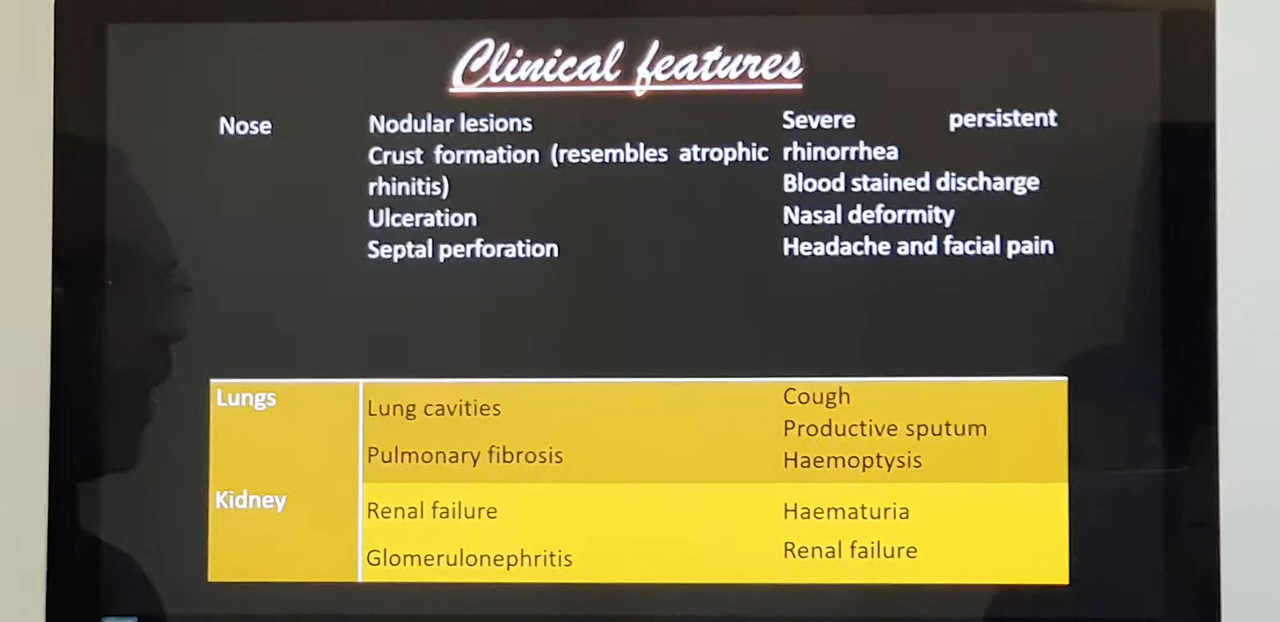 Clinical features
Nose
Nodular lesions
Crust formation (resembles atrophic
rhinitis)
Ulceration
Septal perforation
Severe persistent
rhinorrhea
Blood stained discharge
Nasal deformity
Headache and facial pain
Lungs
Lung cavities
Pulmonary fibrosis
Cough
Productive sputum
Haemoptysis
Kidney
Renal failure
Glomerulonephritis
Haematuria
Renal failure